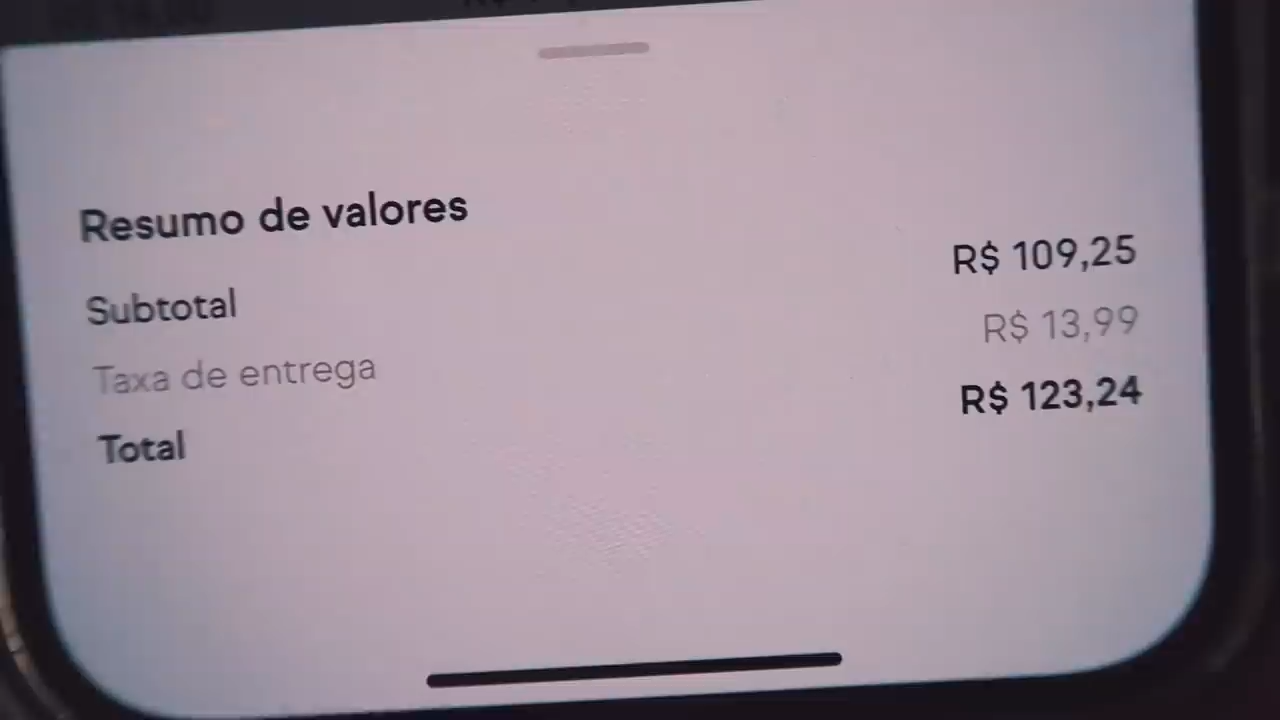 Resumo de valores
Subtotal R$ 109,25
Taxa de entrega R$ 13,99
Total R$ 123,24